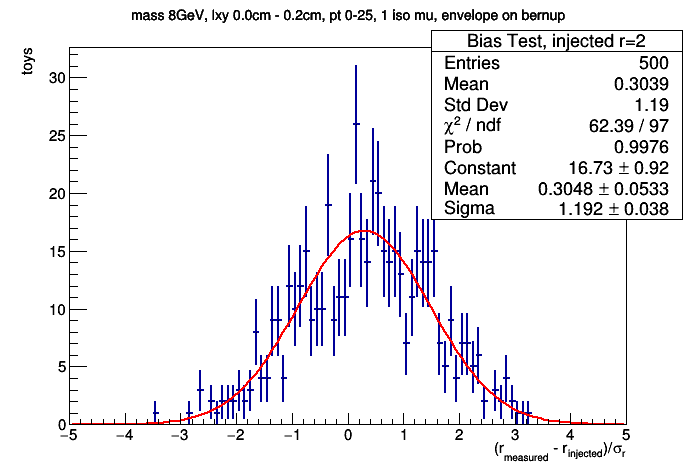 mass 8GeV, lxy 0.0cm - 0.2cm, pt 0-25, 1 iso mu, envelope on bernup
toys
Bias Test, injected r=2
Entries 500
Mean 0.3039
Std Dev 1.19
χ² / ndf 62.39 / 97
Prob 0.9976
Constant 16.73 ± 0.92
Mean 0.3048 ± 0.0533
Sigma 1.192 ± 0.038
30
25
20
15
10
5
0
−5 −4 −3 −2 −1 0 1 2 3 4 5
(r_measured - r_injected)/σ_r